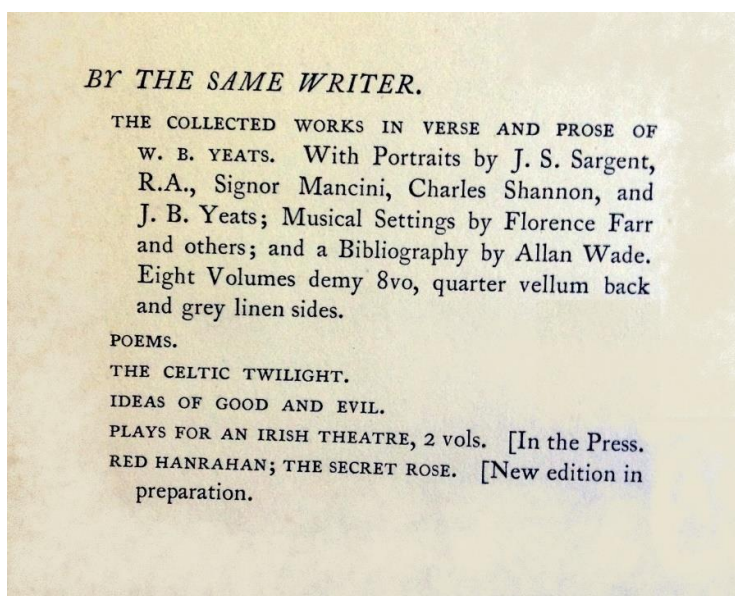 BY THE SAME WRITER.
THE COLLECTED WORKS IN VERSE AND PROSE OF
W. B. YEATS. With Portraits by J. S. Sargent,
R.A., Signor Mancini, Charles Shannon, and
J. B. Yeats; Musical Settings by Florence Farr
and others; and a Bibliography by Allan Wade.
Eight Volumes demy 8vo, quarter vellum back
and grey linen sides.
POEMS.
THE CELTIC TWILIGHT.
IDEAS OF GOOD AND EVIL.
PLAYS FOR AN IRISH THEATRE, 2 vols. [In the Press.
RED HANRAHAN; THE SECRET ROSE. [New edition in
preparation.